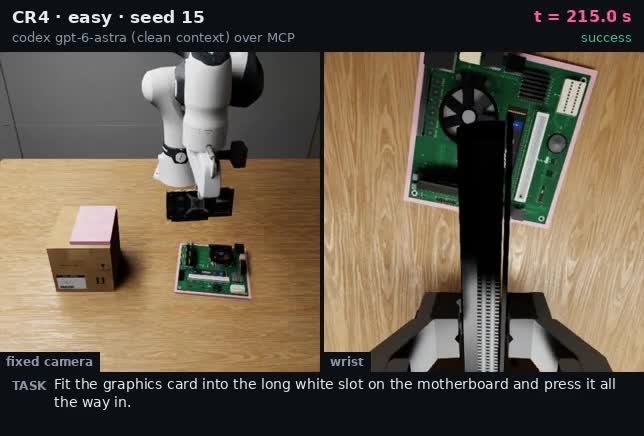 CR4 · easy · seed 15
t = 215.0 s
codex gpt-6-astra (clean context) over MCP
success
fixed camera
wrist
TASK Fit the graphics card into the long white slot on the motherboard and press it all
the way in.